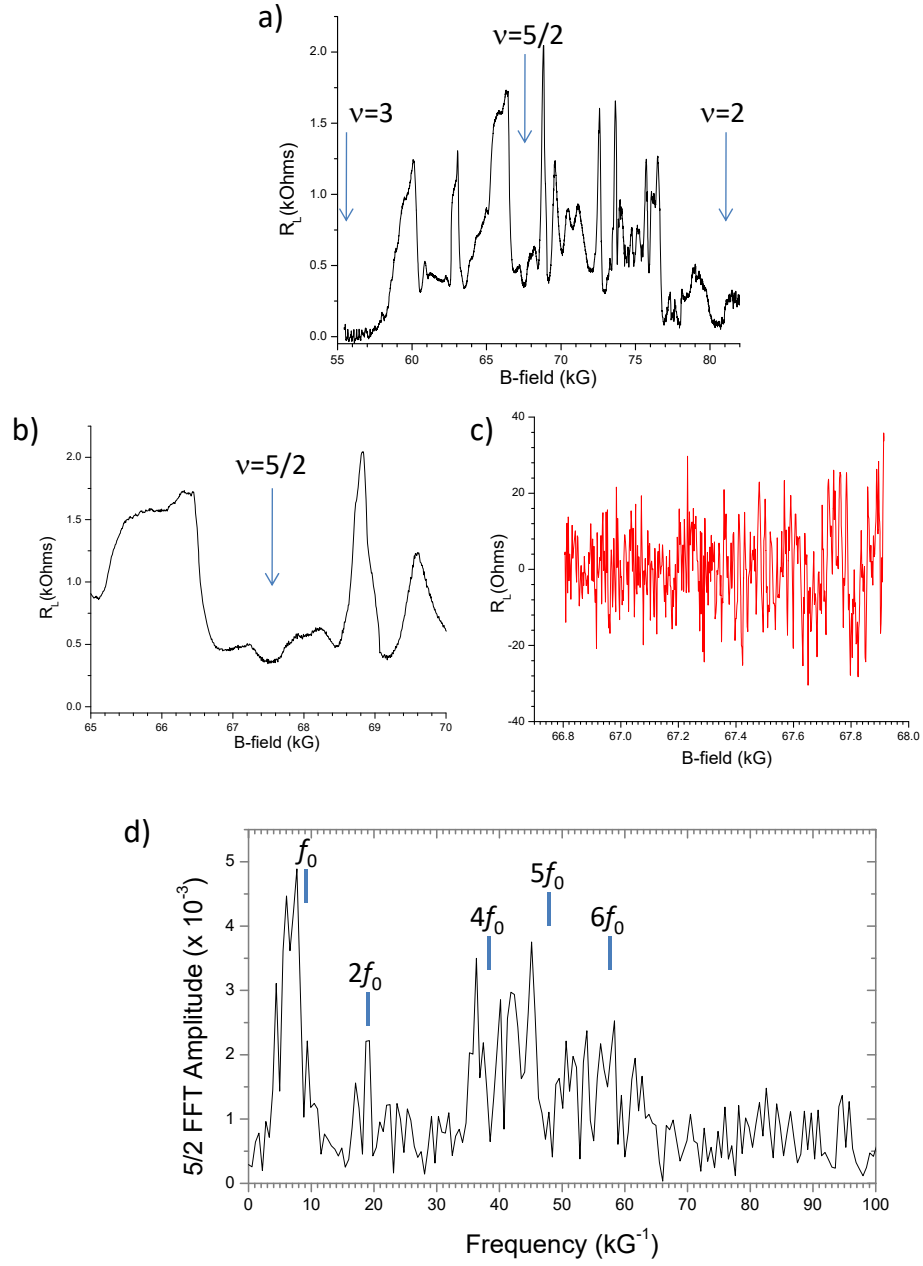 a)
ν=5/2
ν=3
ν=2
R_L(kOhms)
2.0
1.5
1.0
0.5
0.0
55 60 65 70 75 80
B-field (kG)
b)
ν=5/2
R_L(kOhms)
2.0
1.5
1.0
0.5
0.0
65 66 67 68 69 70
B-field (kG)
c)
R_L(Ohms)
40
20
0
-20
-40
66.8 67.0 67.2 67.4 67.6 67.8 68.0
B-field (kG)
d)
f₀
2f₀
4f₀
5f₀
6f₀
5/2 FFT Amplitude (x 10⁻³)
5
4
3
2
1
0
0 10 20 30 40 50 60 70 80 90 100
Frequency (kG⁻¹)